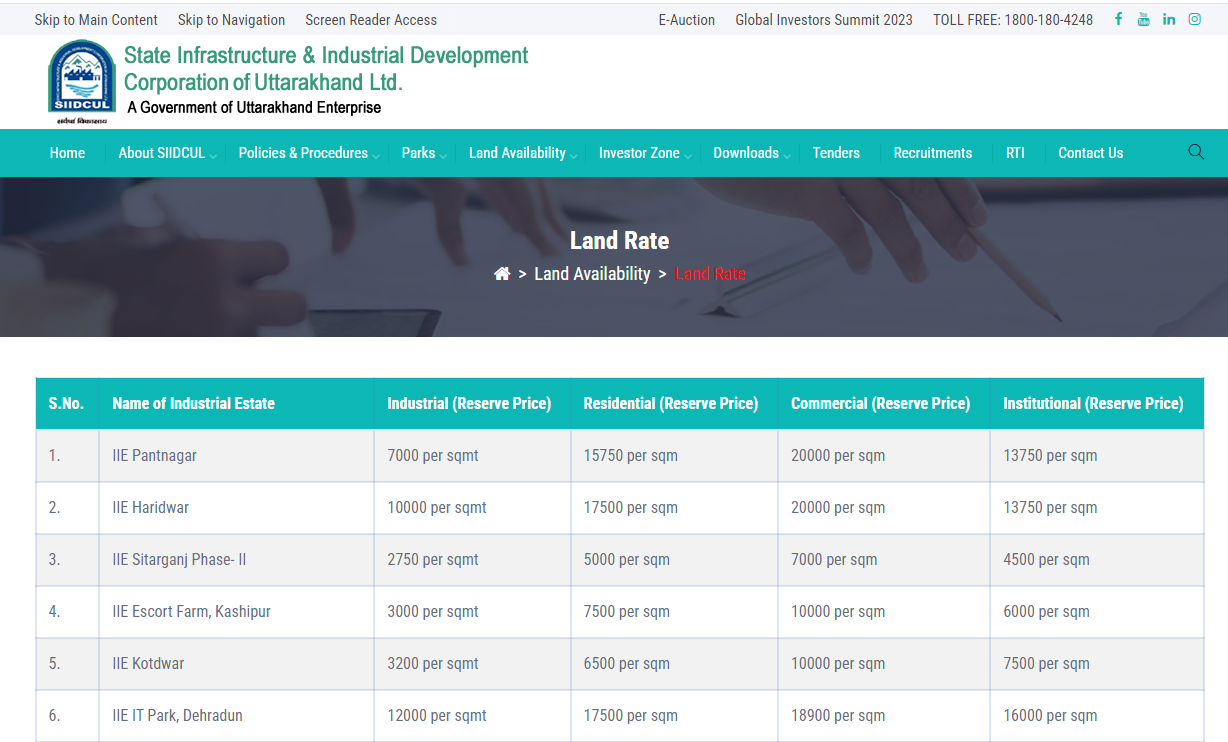 Skip to Main Content Skip to Navigation Screen Reader Access E-Auction Global Investors Summit 2023 TOLL FREE: 1800-180-4248
State Infrastructure & Industrial Development
Corporation of Uttarakhand Ltd.
A Government of Uttarakhand Enterprise
SIIDCUL
Home About SIIDCUL Policies & Procedures Parks Land Availability Investor Zone Downloads Tenders Recruitments RTI Contact Us
Land Rate
> Land Availability > Land Rate
S.No. Name of Industrial Estate Industrial (Reserve Price) Residential (Reserve Price) Commercial (Reserve Price) Institutional (Reserve Price)
1. IIE Pantnagar 7000 per sqmt 15750 per sqm 20000 per sqm 13750 per sqm
2. IIE Haridwar 10000 per sqmt 17500 per sqm 20000 per sqm 13750 per sqm
3. IIE Sitarganj Phase- II 2750 per sqmt 5000 per sqm 7000 per sqm 4500 per sqm
4. IIE Escort Farm, Kashipur 3000 per sqmt 7500 per sqm 10000 per sqm 6000 per sqm
5. IIE Kotdwar 3200 per sqmt 6500 per sqm 10000 per sqm 7500 per sqm
6. IIE IT Park, Dehradun 12000 per sqmt 17500 per sqm 18900 per sqm 16000 per sqm